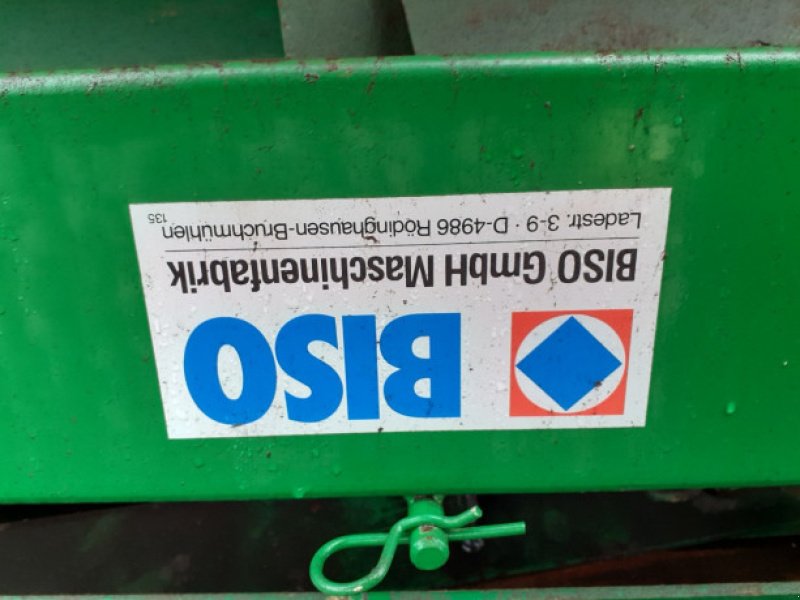 BISO
BISO GmbH Maschinenfabrik
Ladestr. 3-9 · D-4986 Rödinghausen-Bruchmühlen
135